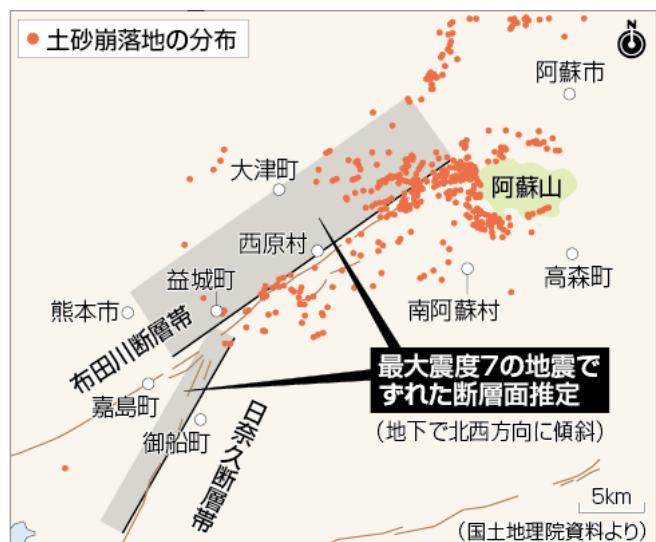 土砂崩落地の分布
阿蘇市
大津町
阿蘇山
西原村
益城町
高森町
熊本市
南阿蘇村
布田川断層帯
最大震度7の地震で
ずれた断層面推定
嘉島町
御船町
(地下で北西方向に傾斜)
日奈久断層帯
5km
(国土地理院資料より)